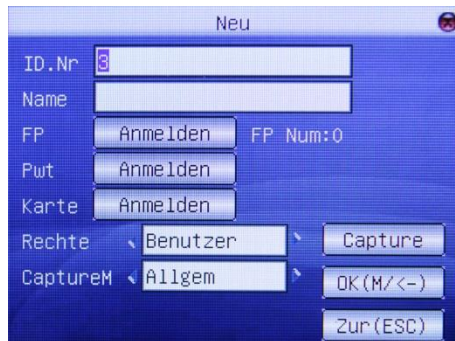 Neu
ID.Nr 3
Name
FP Anmelden FP Num:0
Pwt Anmelden
Karte Anmelden
Rechte Benutzer Capture
CaptureM Allgem OK(M/<-)
Zur(ESC)